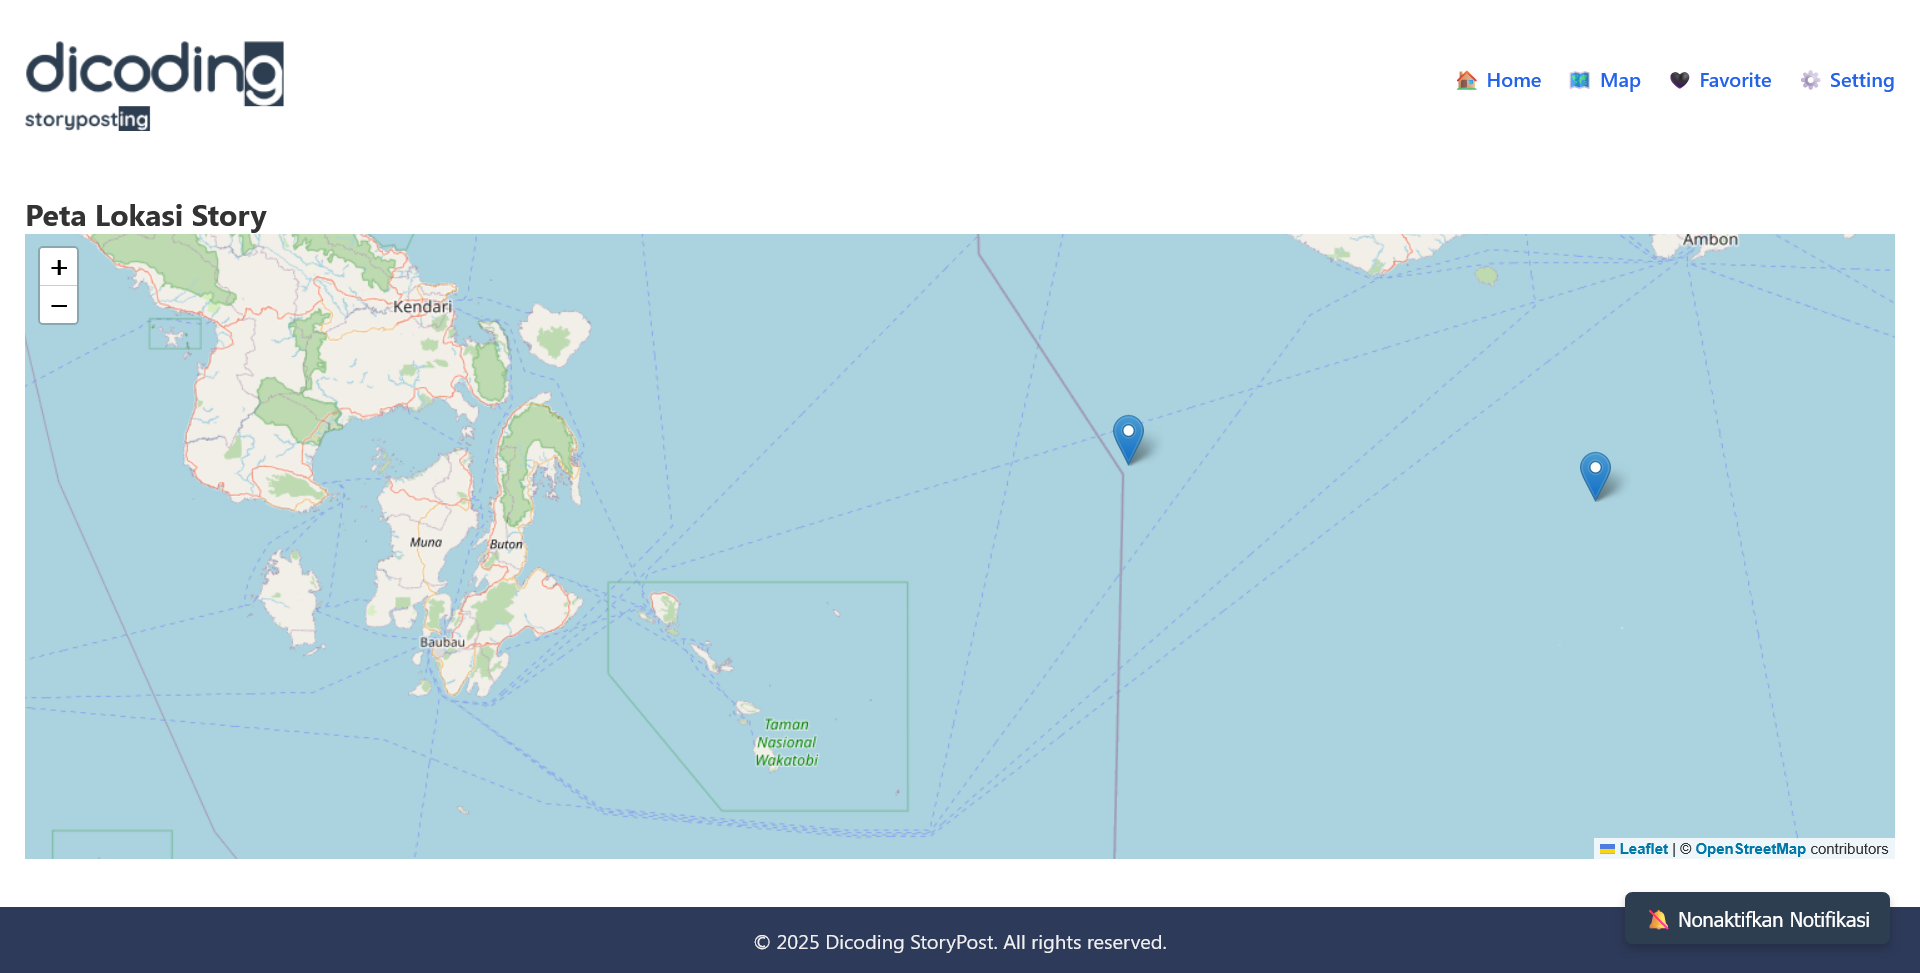 dicoding
storyposting
🏠 Home
🗺️ Map
🖤 Favorite
⚙️ Setting
Peta Lokasi Story
+
−
Ambon
Kendari
Muna
Buton
Baubau
Taman
Nasional
Wakatobi
Leaflet | © OpenStreetMap contributors
🔕 Nonaktifkan Notifikasi
© 2025 Dicoding StoryPost. All rights reserved.